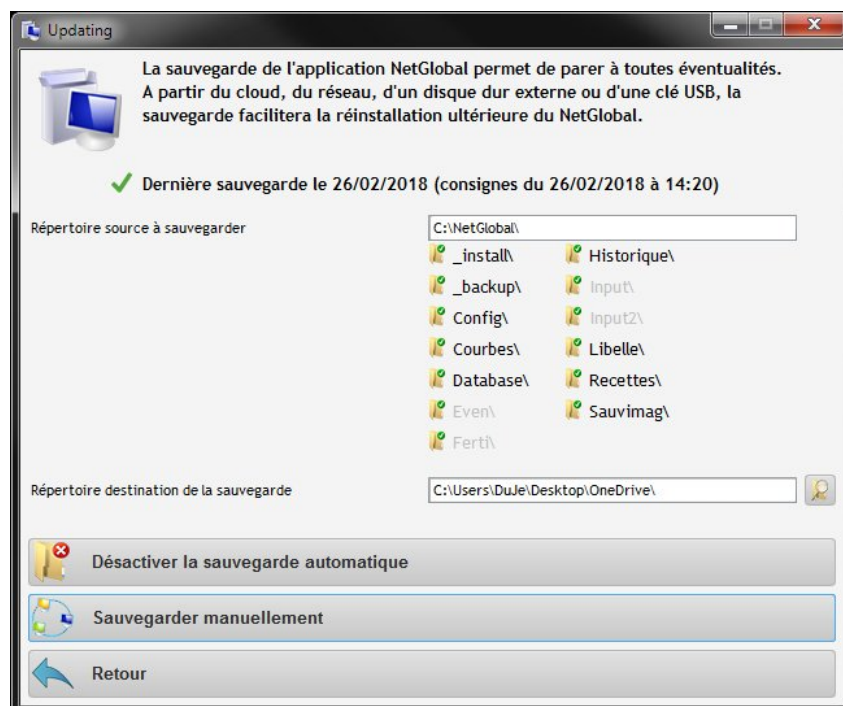 Updating
La sauvegarde de l'application NetGlobal permet de parer à toutes éventualités.
A partir du cloud, du réseau, d'un disque dur externe ou d'une clé USB, la
sauvegarde facilitera la réinstallation ultérieure du NetGlobal.
Dernière sauvegarde le 26/02/2018 (consignes du 26/02/2018 à 14:20)
Répertoire source à sauvegarder C:\NetGlobal\
_install\ Historique\
_backup\ Input\
Config\ Input2\
Courbes\ Libelle\
Database\ Recettes\
Even\ Sauvimag\
Ferti\
Répertoire destination de la sauvegarde C:\Users\DuJe\Desktop\OneDrive\
Désactiver la sauvegarde automatique
Sauvegarder manuellement
Retour